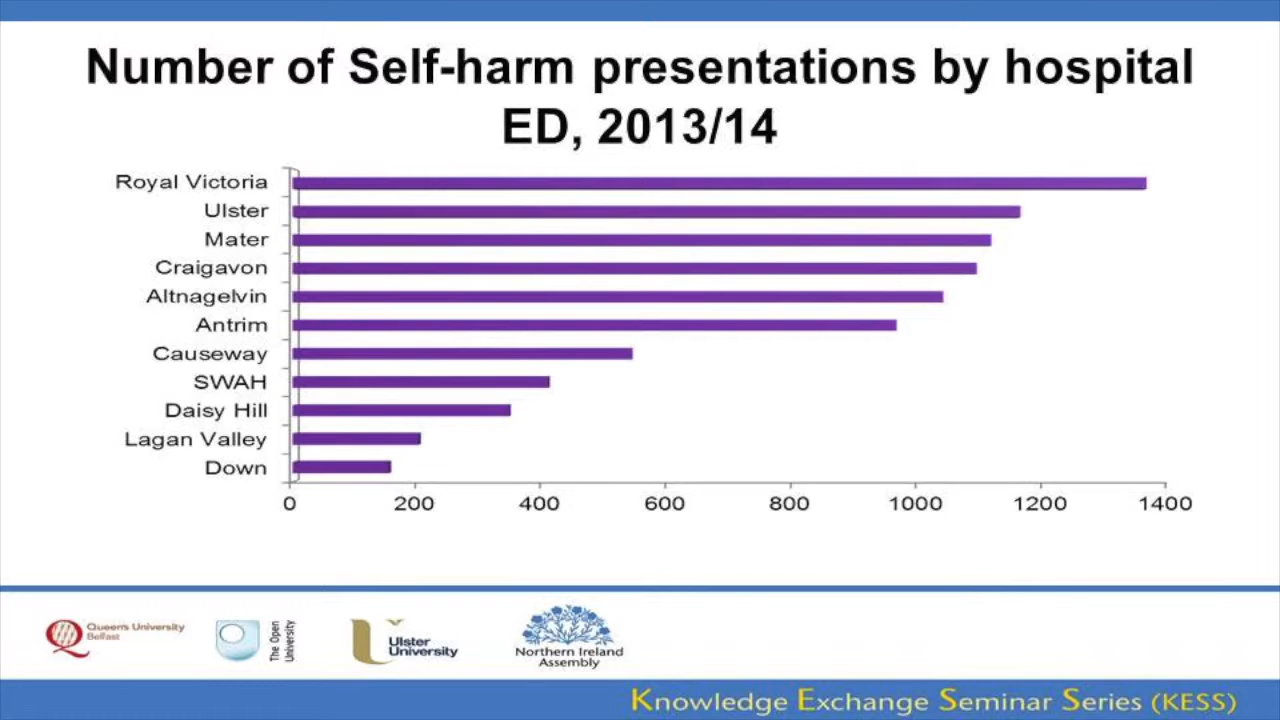 Number of Self-harm presentations by hospital
ED, 2013/14
Royal Victoria
Ulster
Mater
Craigavon
Altnagelvin
Antrim
Causeway
SWAH
Daisy Hill
Lagan Valley
Down
0 200 400 600 800 1000 1200 1400
Queen's University
Belfast
The Open
University
Ulster
University
Northern Ireland
Assembly
Knowledge Exchange Seminar Series (KESS)